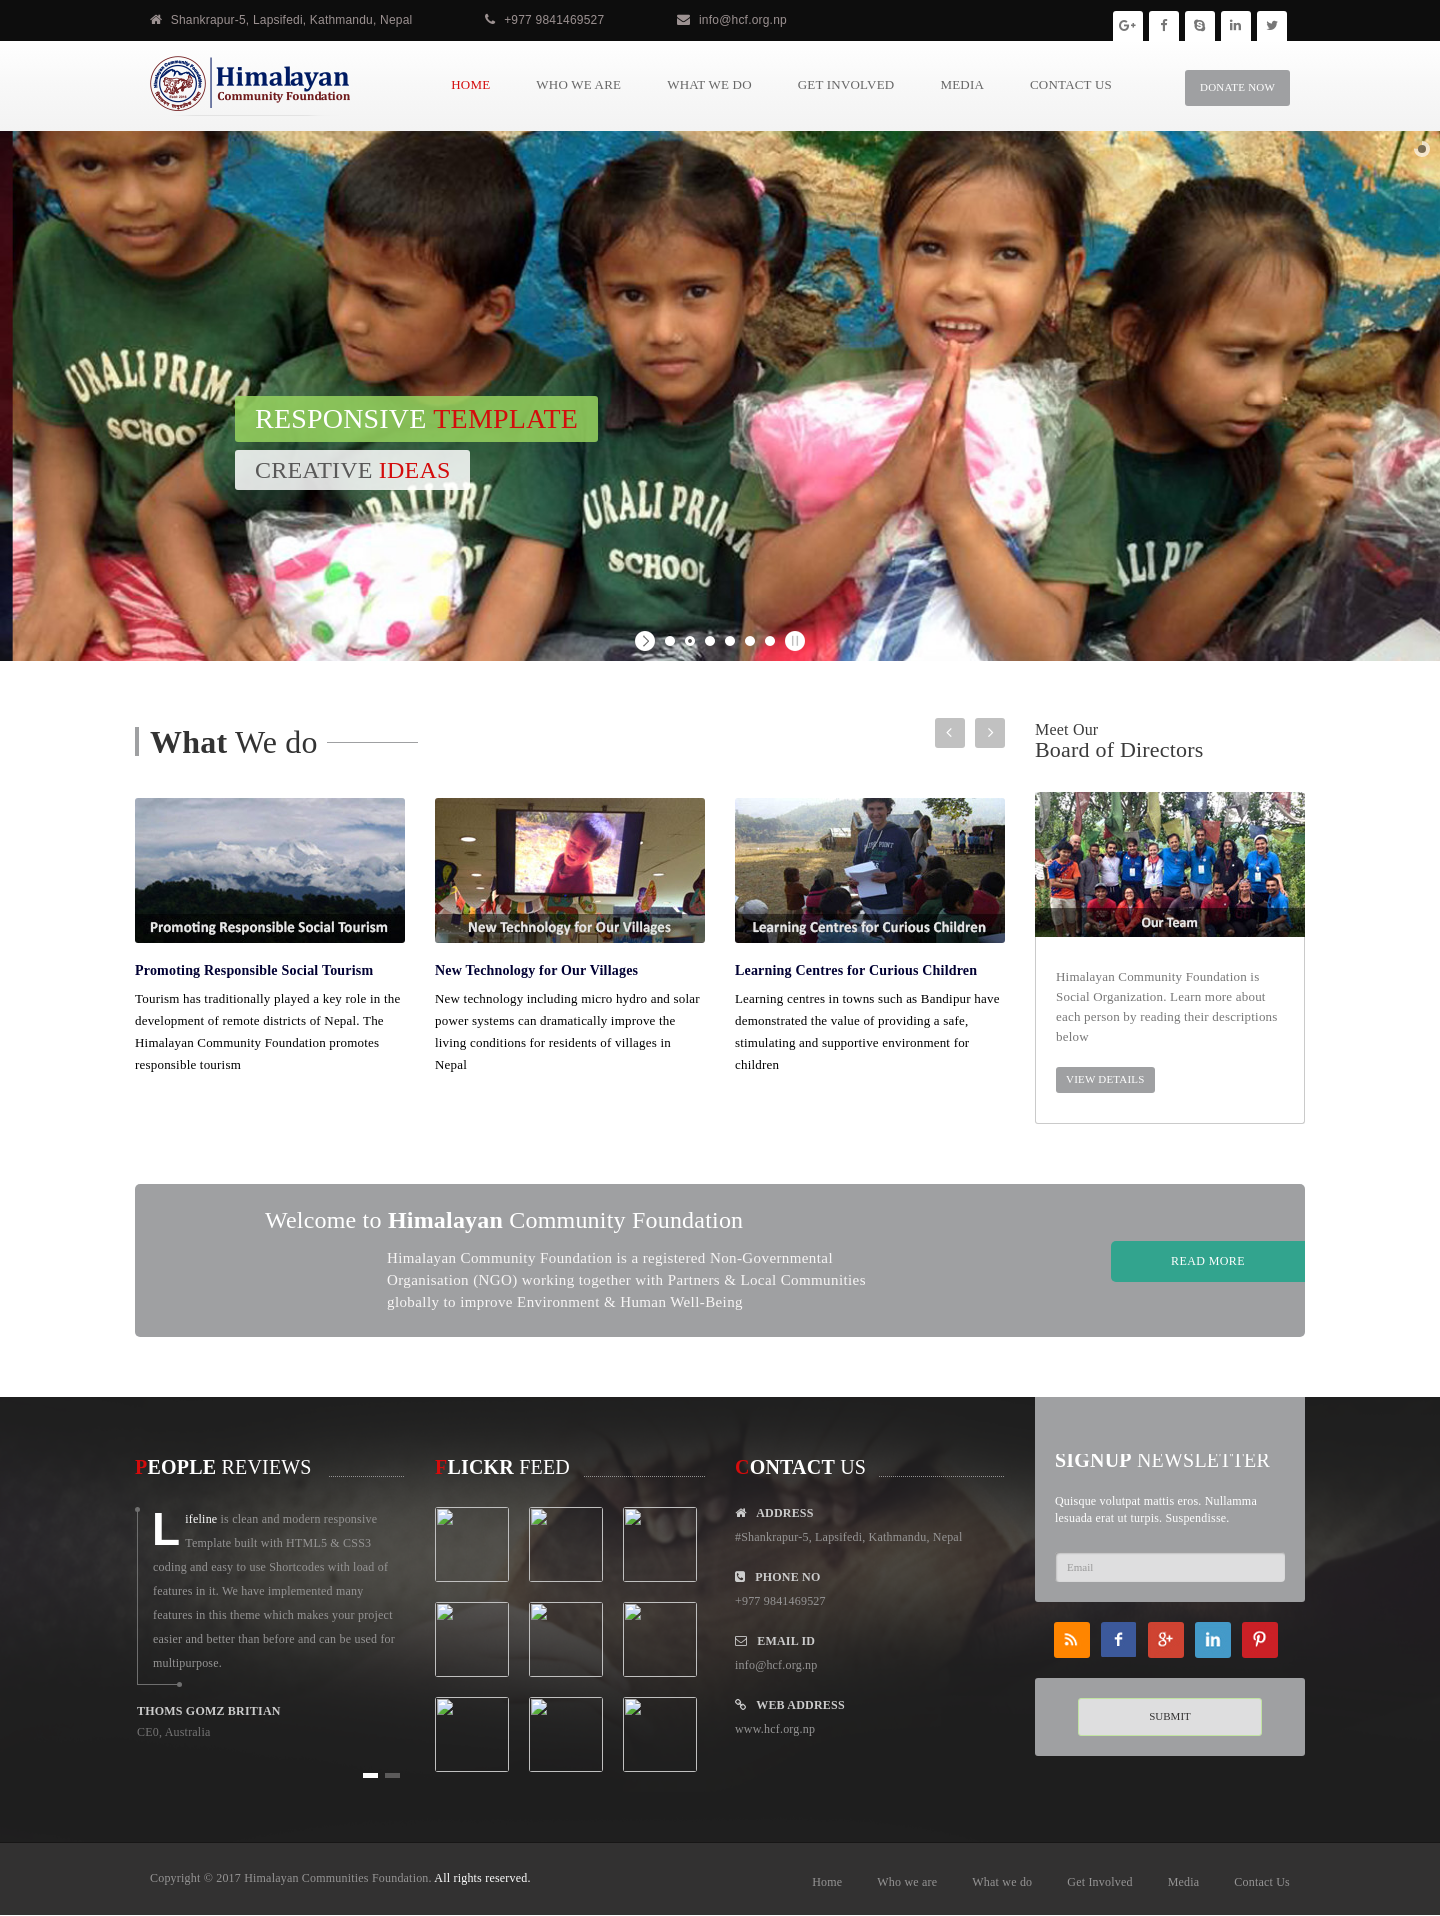 Shankrapur-5, Lapsifedi, Kathmandu, Nepal
+977 9841469527
info@hcf.org.np
Himalayan
Community Foundation
HOME
WHO WE ARE
WHAT WE DO
GET INVOLVED
MEDIA
CONTACT US
DONATE NOW
URALI PRIMA
SCHOOL
RESPONSIVE TEMPLATE
CREATIVE IDEAS
URALI PRIMA
SCHOOL
URALI PRIM
What We do
Meet Our
Board of Directors
Promoting Responsible Social Tourism
New Technology for Our Villages
Learning Centres for Curious Children
Our Team
Promoting Responsible Social Tourism
Tourism has traditionally played a key role in the
development of remote districts of Nepal. The
Himalayan Community Foundation promotes
responsible tourism
New Technology for Our Villages
New technology including micro hydro and solar
power systems can dramatically improve the
living conditions for residents of villages in
Nepal
Learning Centres for Curious Children
Learning centres in towns such as Bandipur have
demonstrated the value of providing a safe,
stimulating and supportive environment for
children
Himalayan Community Foundation is
Social Organization. Learn more about
each person by reading their descriptions
below
VIEW DETAILS
Welcome to Himalayan Community Foundation
Himalayan Community Foundation is a registered Non-Governmental
Organisation (NGO) working together with Partners & Local Communities
globally to improve Environment & Human Well-Being
READ MORE
PEOPLE REVIEWS
Lifeline is clean and modern responsive
Template built with HTML5 & CSS3
coding and easy to use Shortcodes with load of
features in it. We have implemented many
features in this theme which makes your project
easier and better than before and can be used for
multipurpose.
THOMS GOMZ BRITIAN
CE0, Australia
FLICKR FEED
CONTACT US
ADDRESS
#Shankrapur-5, Lapsifedi, Kathmandu, Nepal
PHONE NO
+977 9841469527
EMAIL ID
info@hcf.org.np
WEB ADDRESS
www.hcf.org.np
SIGNUP NEWSLETTER
Quisque volutpat mattis eros. Nullamma
lesuada erat ut turpis. Suspendisse.
Email
SUBMIT
Copyright © 2017 Himalayan Communities Foundation. All rights reserved.
Home
Who we are
What we do
Get Involved
Media
Contact Us